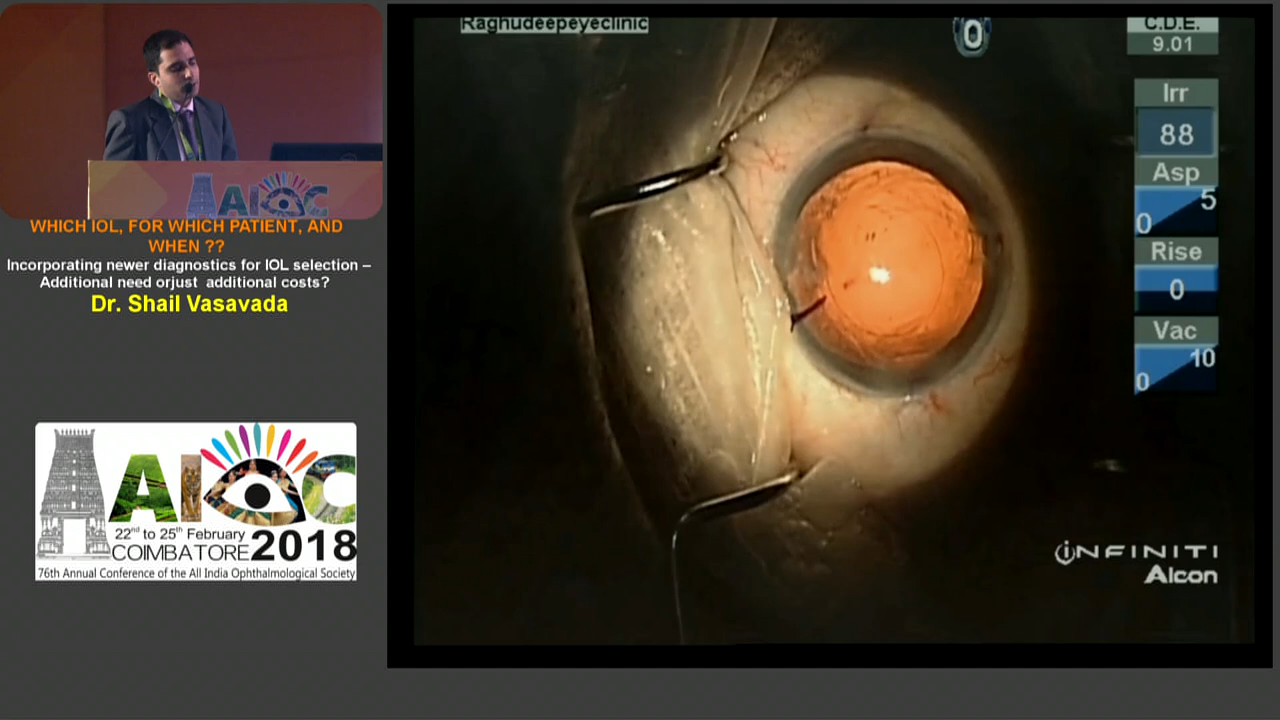 AIOC
WHICH IOL, FOR WHICH PATIENT, AND
WHEN ??
Incorporating newer diagnostics for IOL selection –
Additional need orjust additional costs?
Dr. Shail Vasavada
AIOC
22nd to 25th February
COIMBATORE 2018
76th Annual Conference of the All India Ophthalmological Society
Raghudeepeyeclinic
0
C.D.E.
9.01
Irr
88
Asp
5
0
Rise
0
Vac
10
0
INFINITI
Alcon